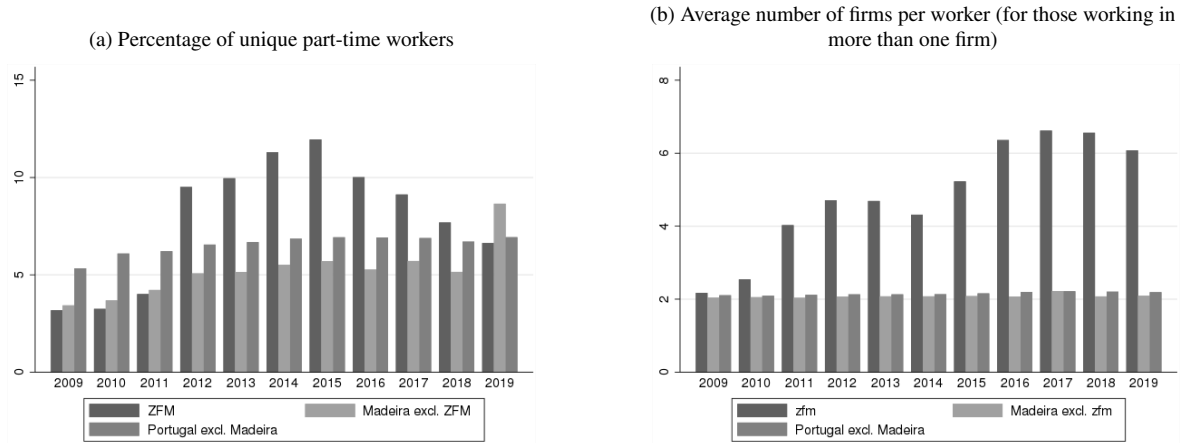 (a) Percentage of unique part-time workers
15
10
5
0
2009 2010 2011 2012 2013 2014 2015 2016 2017 2018 2019
ZFM
Madeira excl. ZFM
Portugal excl. Madeira
(b) Average number of firms per worker (for those working in
more than one firm)
8
6
4
2
0
2009 2010 2011 2012 2013 2014 2015 2016 2017 2018 2019
zfm
Madeira excl. zfm
Portugal excl. Madeira